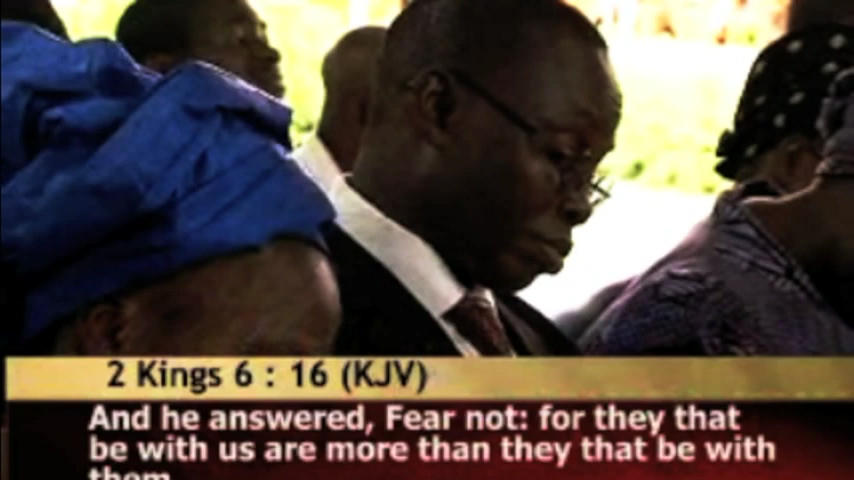 2 Kings 6 : 16 (KJV)
And he answered, Fear not: for they that
be with us are more than they that be with
them